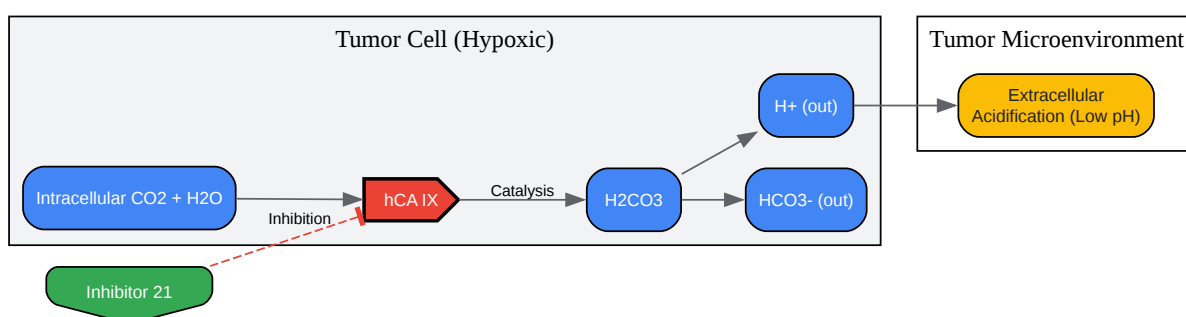 Tumor Cell (Hypoxic)
Tumor Microenvironment
H+ (out)
Extracellular
Acidification (Low pH)
Intracellular CO2 + H2O
Inhibition
hCA IX
Catalysis
H2CO3
HCO3- (out)
Inhibitor 21